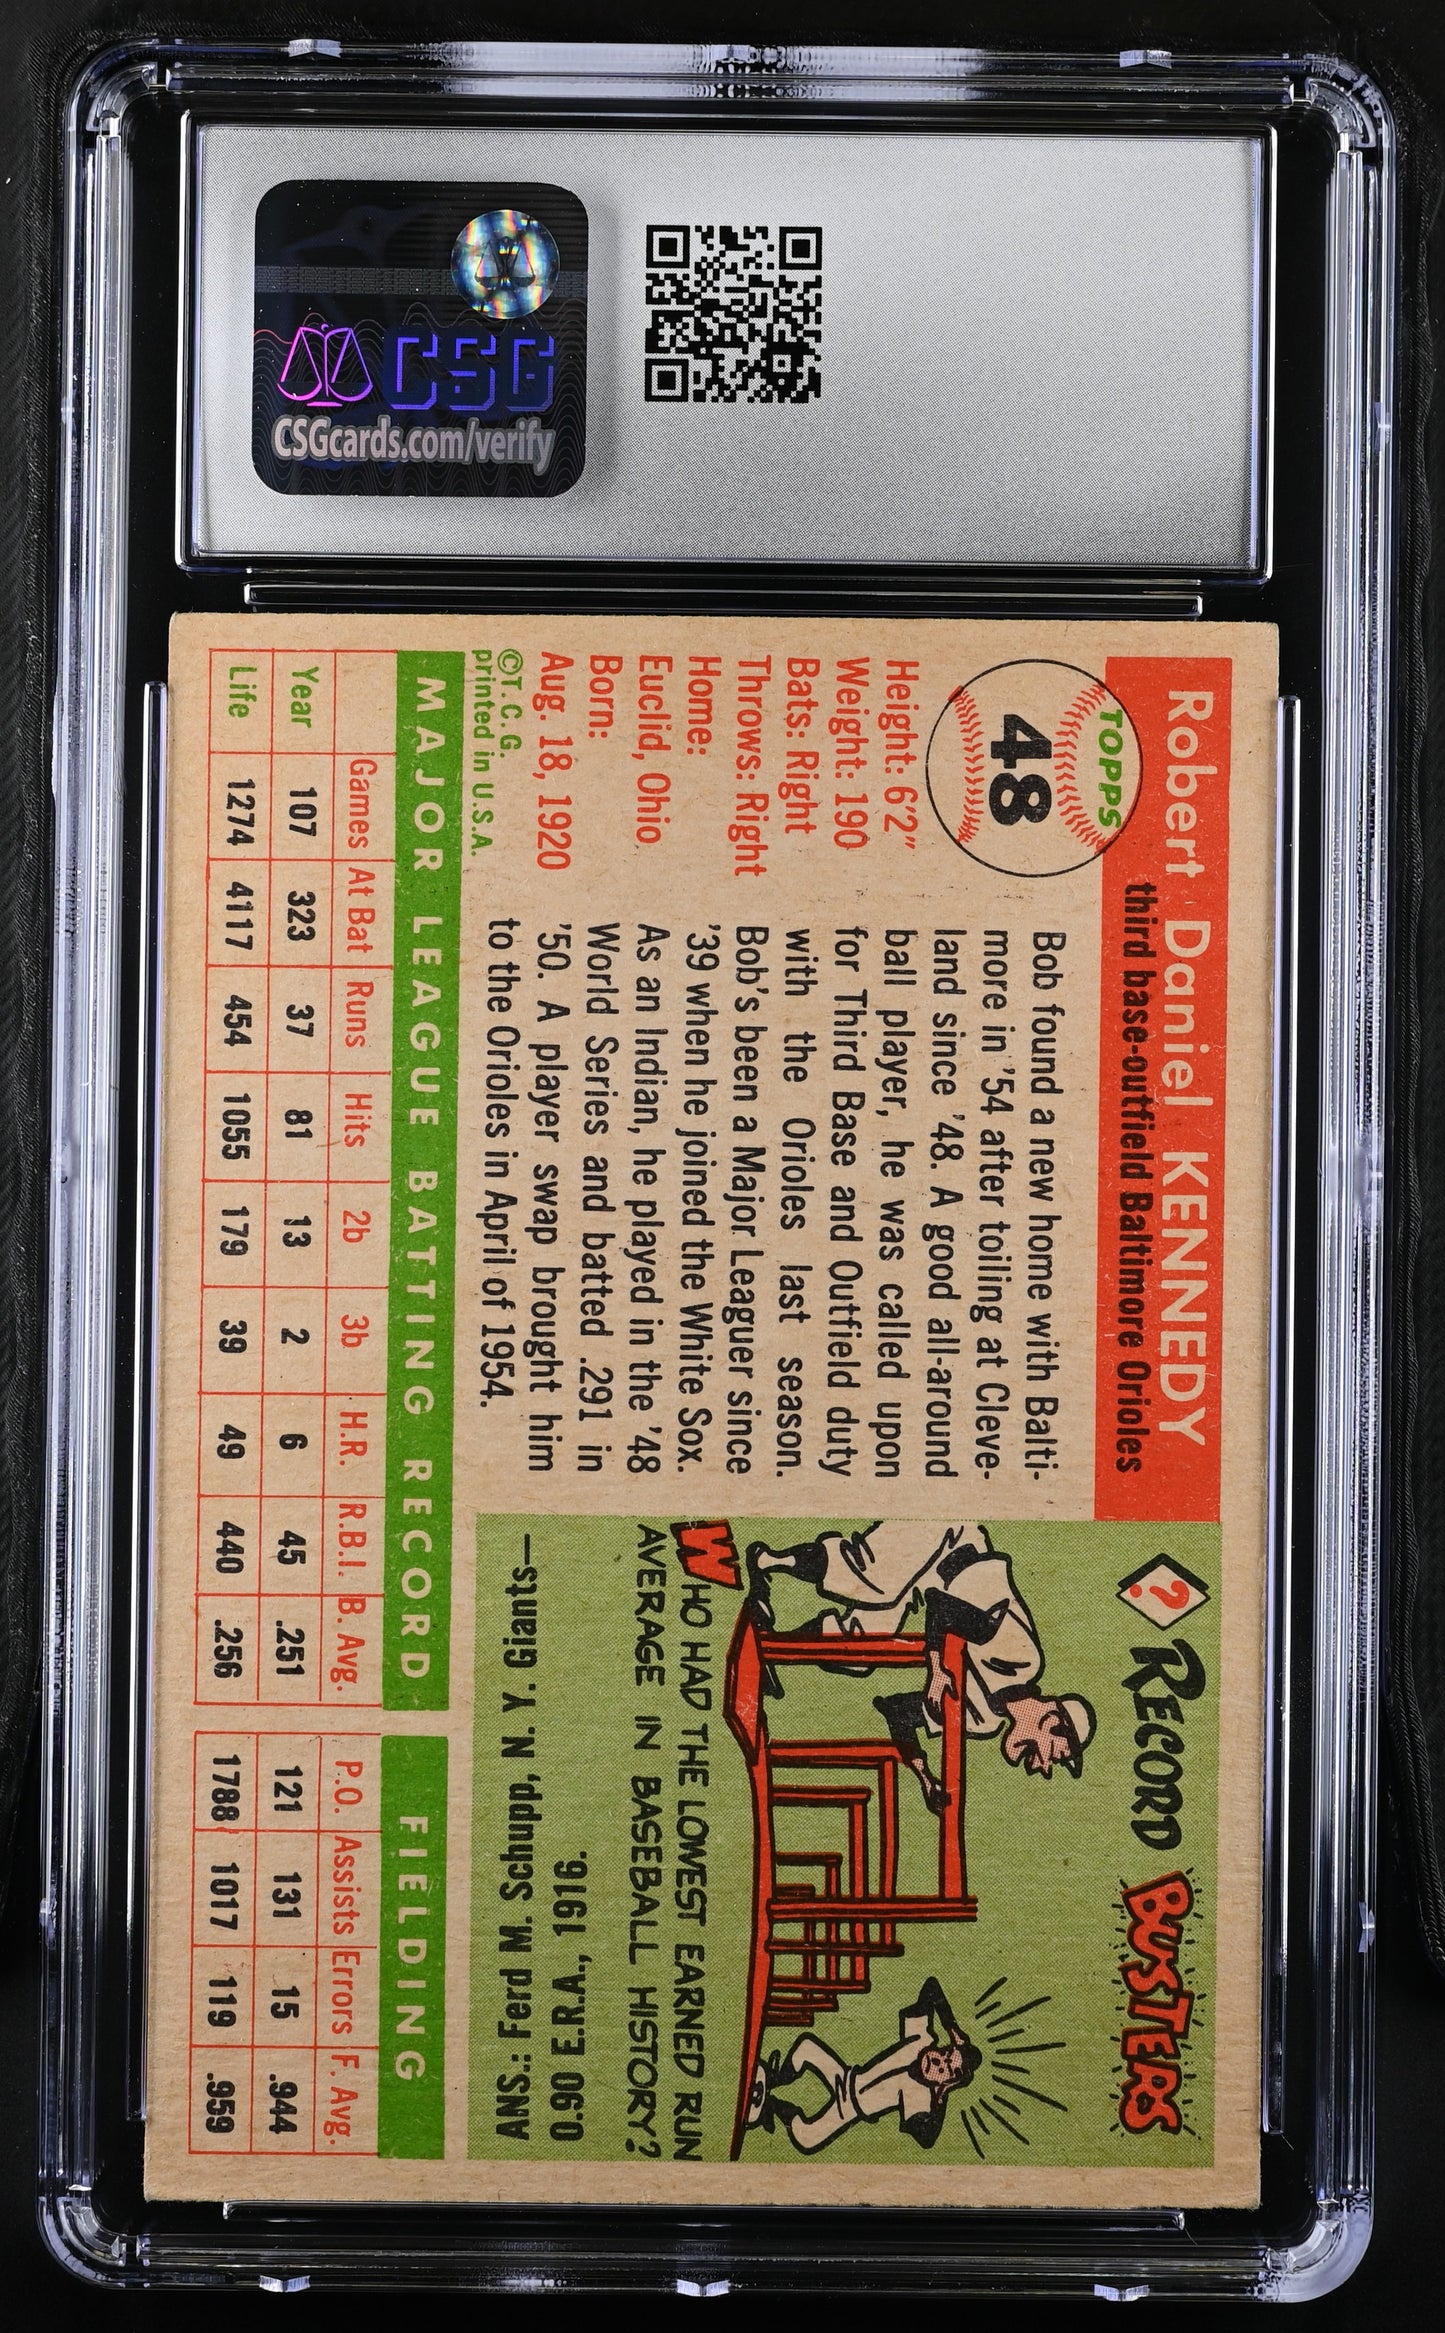 CSG
CSGcards.com/verify
Robert Daniel KENNEDY
third base-outfield Baltimore Orioles
TOPPS
48
Height: 6'2"
Weight: 190
Bats: Right
Throws: Right
Home:
Euclid, Ohio
Born:
Aug. 18, 1920
©T. C. G.
printed in U.S.A.
Bob found a new home with Balti-
more in '54 after toiling at Cleve-
land since '48. A good all-around
ball player, he was called upon
for Third Base and Outfield duty
with the Orioles last season.
Bob's been a Major Leaguer since
'39 when he joined the White Sox.
As an Indian, he played in the '48
World Series and batted .291 in
'50. A player swap brought him
to the Orioles in April of 1954.
? RECORD BUSTERS
WHO HAD THE LOWEST EARNED RUN
AVERAGE IN BASEBALL HISTORY?
0.90 E.R.A., 1916.
ANS.: Ferd M. Schupp, N. Y. Giants—
MAJOR LEAGUE BATTING RECORD FIELDING
Games At Bat Runs Hits 2b 3b H.R. R.B.I. B. Avg. P.O. Assists Errors F. Avg.
Year 107 323 37 81 13 2 6 45 .251 121 131 15 .944
Life 1274 4117 454 1055 179 39 49 440 .256 1788 1017 119 .959